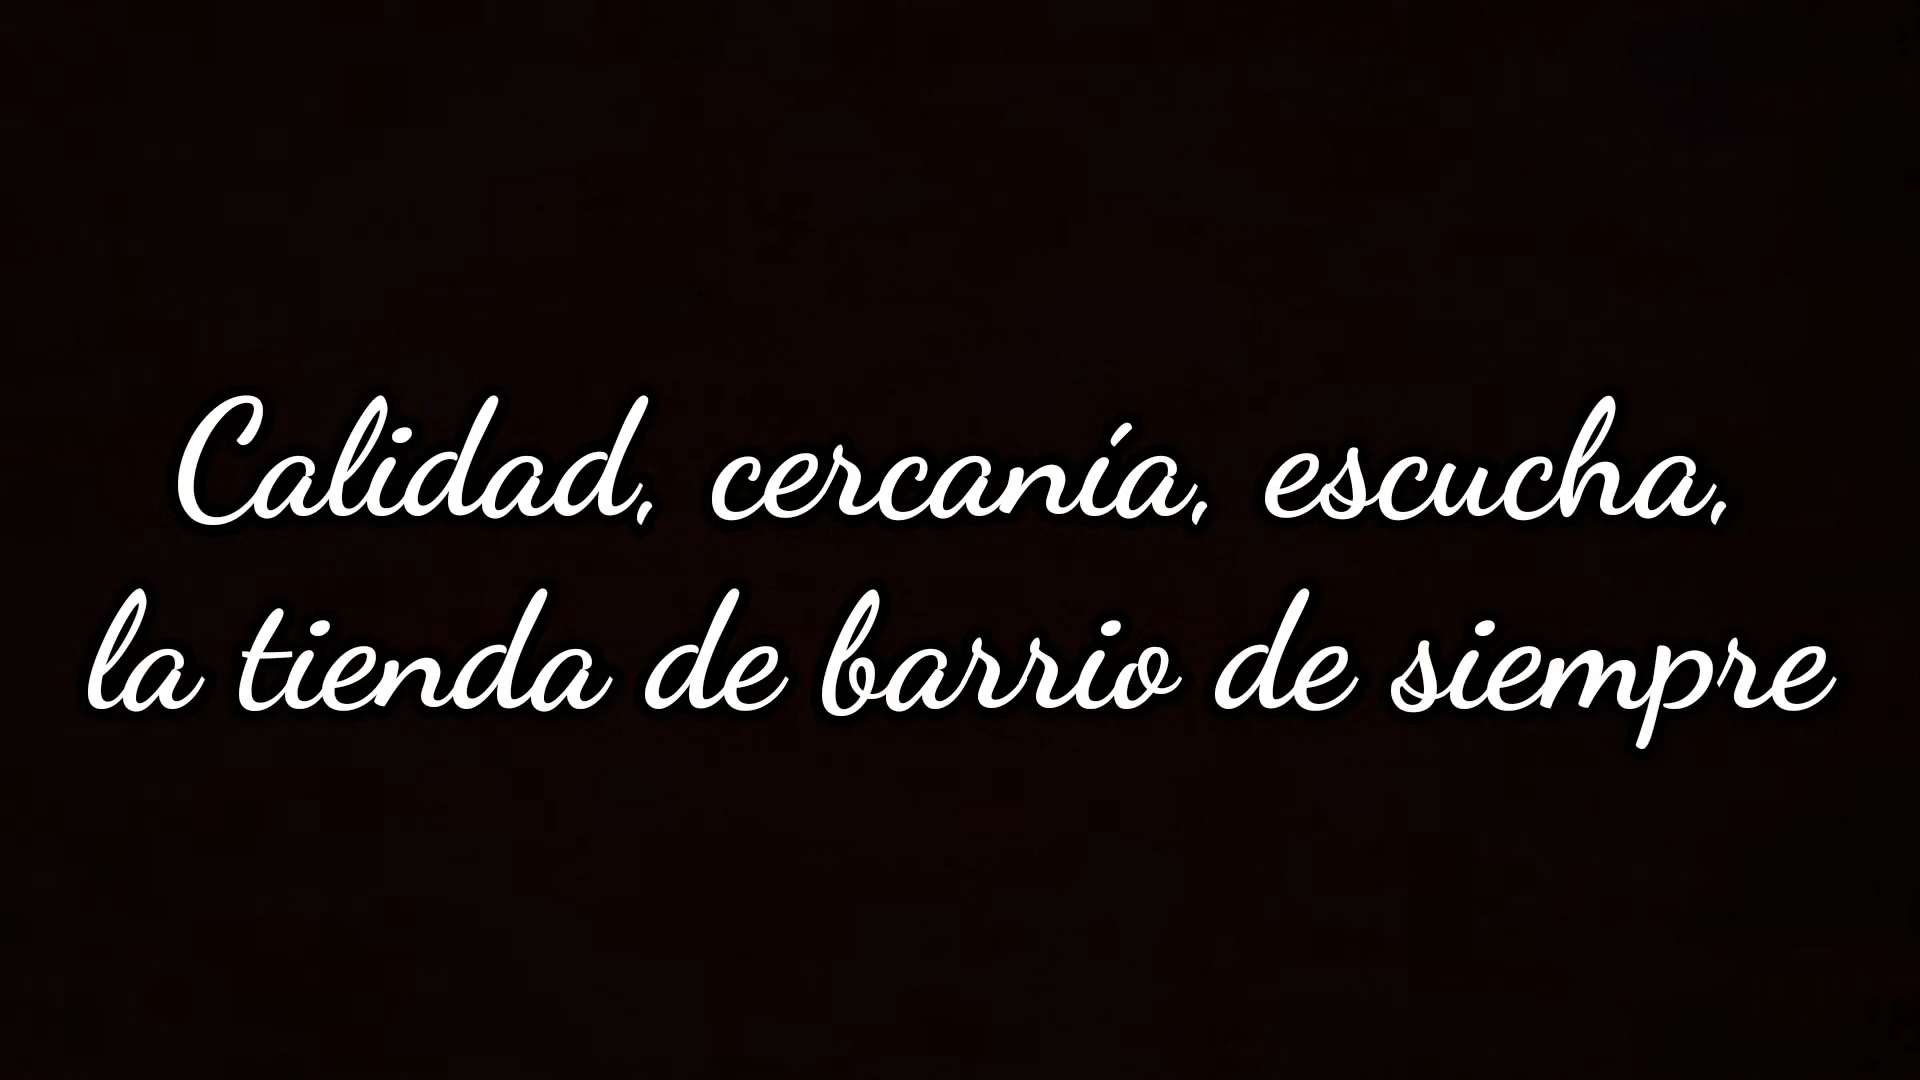 Calidad, cercanía, escucha,
la tienda de barrio de siempre